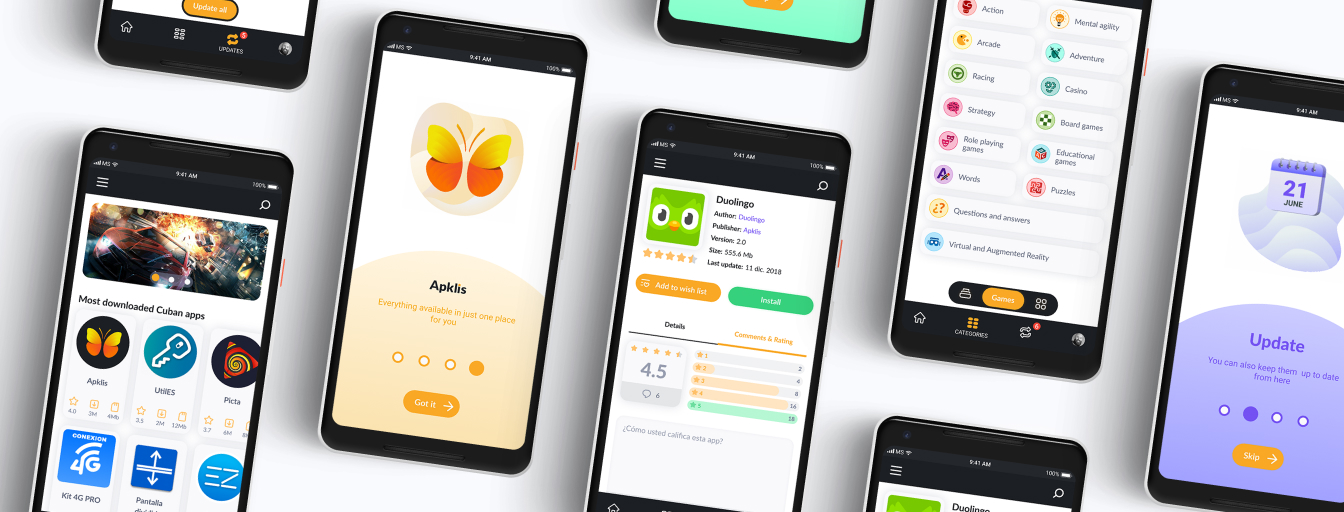 Update all
UPDATES
5
MS
9:41 AM
100%
Most downloaded Cuban apps
Apklis
4.0
3M
4Mb
UtilES
3.5
2M
12Mb
Picta
3.7
6M
CONEXION
4G
Kit 4G PRO
Pantalla
EZ
MS
9:41 AM
100%
Apklis
Everything available in just one place
for you
Got it
MS
9:41 AM
100%
Duolingo
Author: Duolingo
Publisher: Apklis
Version: 2.0
Size: 555.6 Mb
Last update: 11 dic. 2018
Add to wish list
Install
Details
Comments & Rating
4.5
6
1
2
2
4
3
8
4
16
5
18
¿Cómo usted califica esta app?
Action
Mental agility
Arcade
Adventure
Racing
Casino
Strategy
Board games
Role playing
games
Educational
games
Words
Puzzles
Questions and answers
Virtual and Augmented Reality
Games
CATEGORIES
6
MS
9:41 AM
100%
Duolingo
MS
9:41 AM
21
JUNE
Update
You can also keep them up to date
from here
Skip